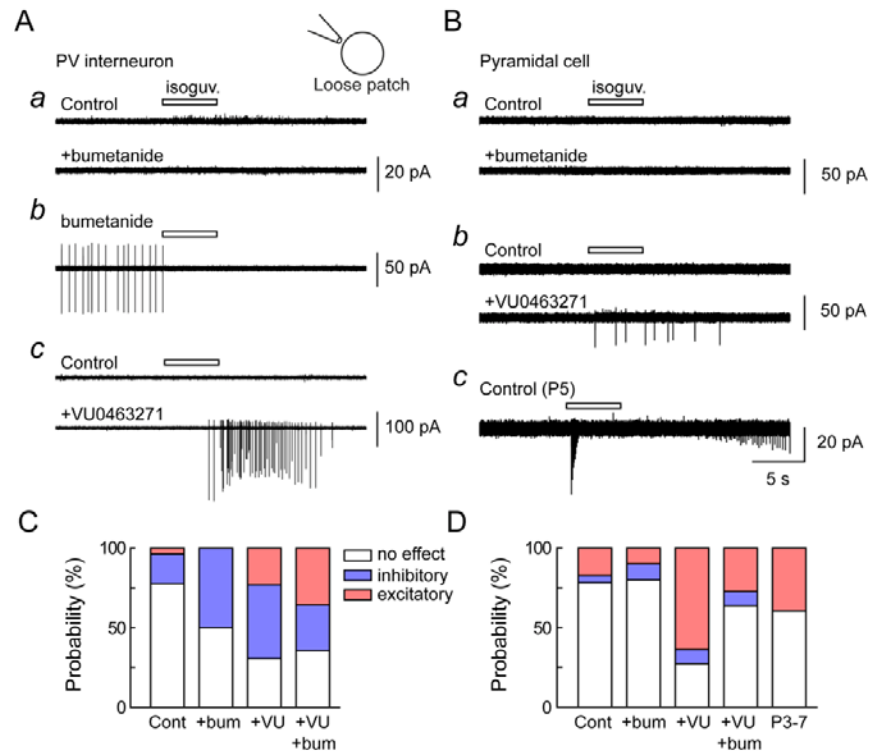 A
PV interneuron
Loose patch
a
Control
isoguv.
+bumetanide
20 pA
b
bumetanide
50 pA
c
Control
+VU0463271
100 pA
B
Pyramidal cell
a
Control
isoguv.
+bumetanide
50 pA
b
Control
+VU0463271
50 pA
c
Control (P5)
20 pA
5 s
C
Probability (%)
100
50
0
Cont
+bum
+VU
+VU
+bum
no effect
inhibitory
excitatory
D
Probability (%)
100
50
0
Cont
+bum
+VU
+VU
+bum
P3-7